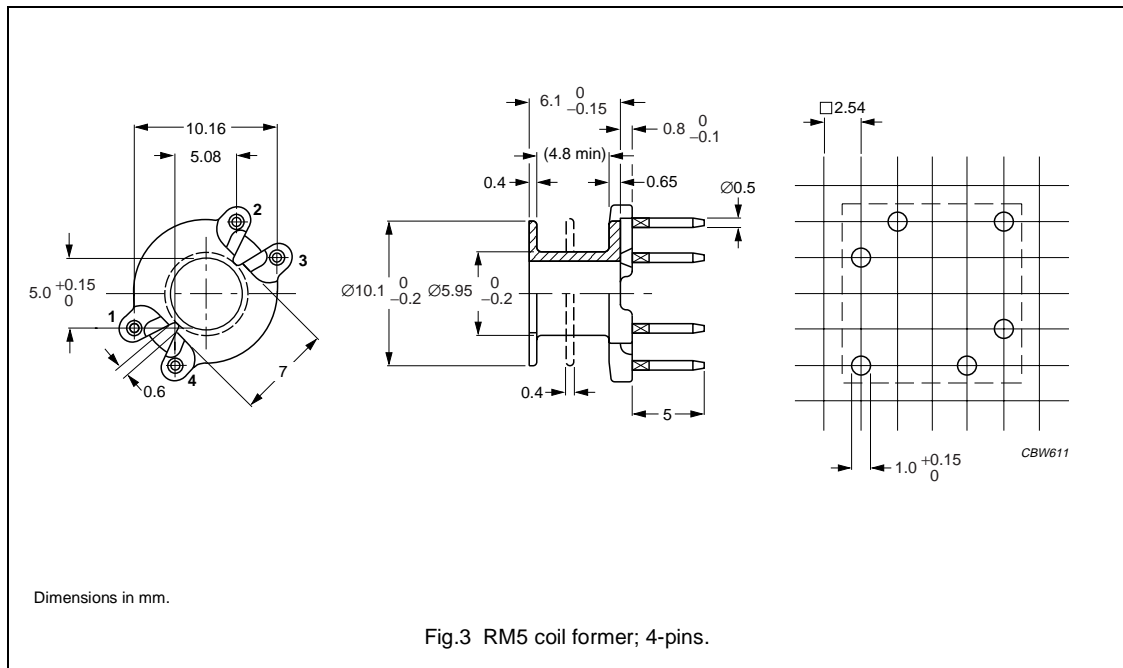 10.16
5.08
2
3
5.0 +0.15 0
1
4
0.6
7
6.1 0 −0.15
0.8 0 −0.1
(4.8 min)
0.4
0.65
∅0.5
∅10.1 0 −0.2
∅5.95 0 −0.2
0.4
5
□2.54
1.0 +0.15 0
CBW611
Dimensions in mm.
Fig.3 RM5 coil former; 4-pins.